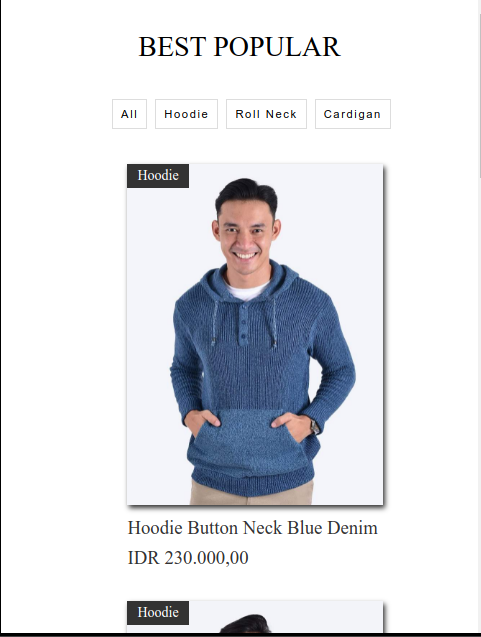 BEST POPULAR
All
Hoodie
Roll Neck
Cardigan
Hoodie
Hoodie Button Neck Blue Denim
IDR 230.000,00
Hoodie